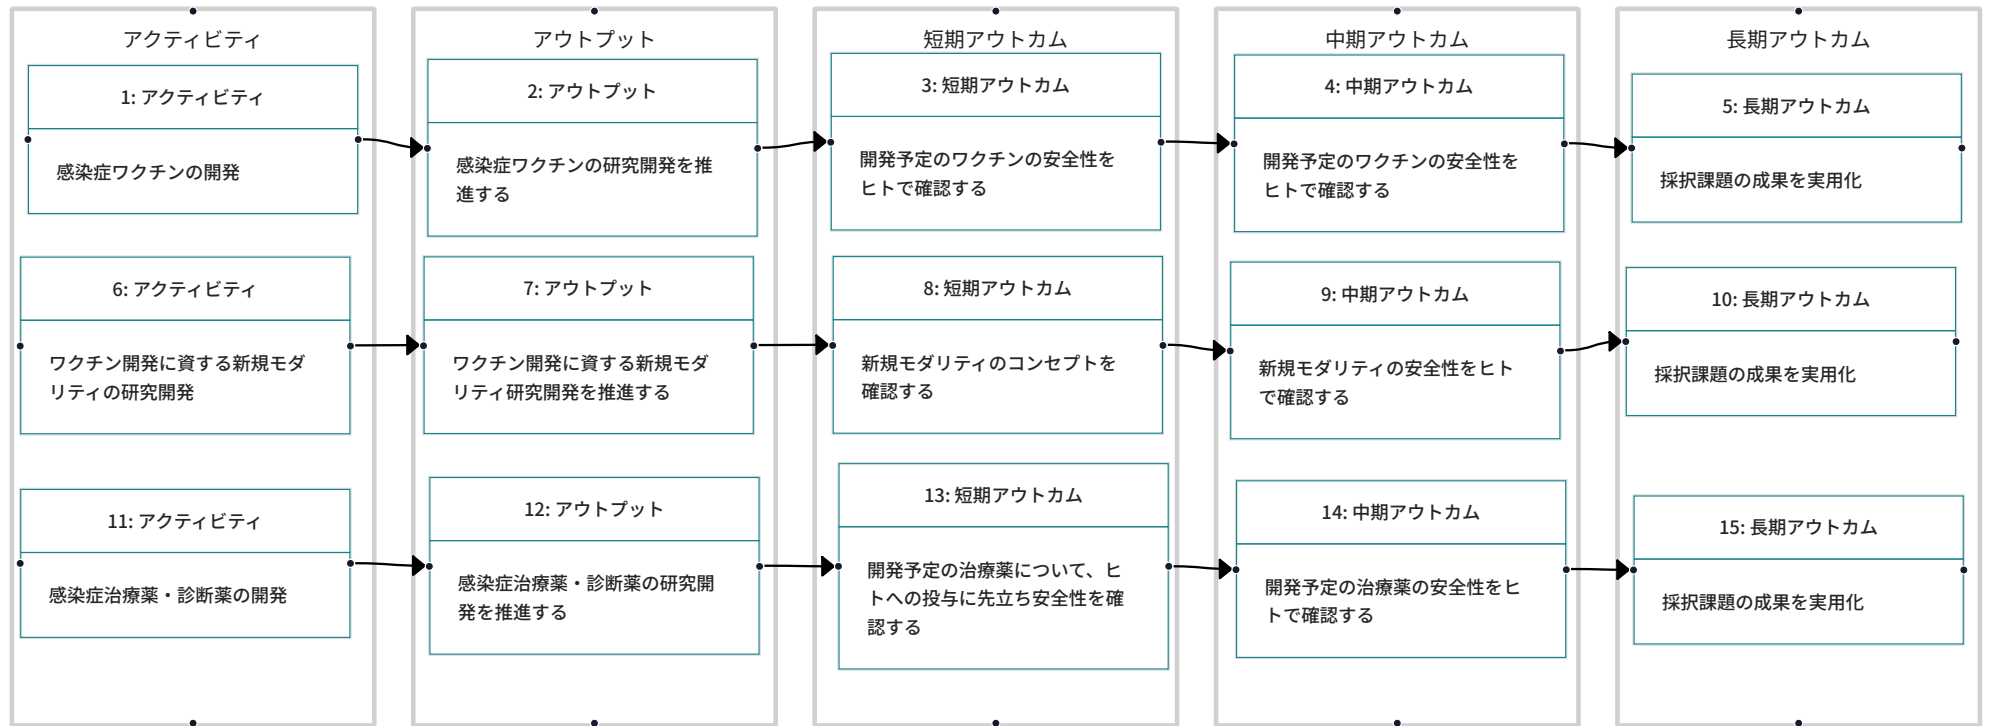 アクティビティ
アウトプット
短期アウトカム
中期アウトカム
長期アウトカム
1: アクティビティ
感染症ワクチンの開発
2: アウトプット
感染症ワクチンの研究開発を推
進する
3: 短期アウトカム
開発予定のワクチンの安全性を
ヒトで確認する
4: 中期アウトカム
開発予定のワクチンの安全性を
ヒトで確認する
5: 長期アウトカム
採択課題の成果を実用化
6: アクティビティ
ワクチン開発に資する新規モダ
リティの研究開発
7: アウトプット
ワクチン開発に資する新規モダ
リティ研究開発を推進する
8: 短期アウトカム
新規モダリティのコンセプトを
確認する
9: 中期アウトカム
新規モダリティの安全性をヒト
で確認する
10: 長期アウトカム
採択課題の成果を実用化
11: アクティビティ
感染症治療薬・診断薬の開発
12: アウトプット
感染症治療薬・診断薬の研究開
発を推進する
13: 短期アウトカム
開発予定の治療薬について、ヒ
トへの投与に先立ち安全性を確
認する
14: 中期アウトカム
開発予定の治療薬の安全性をヒ
トで確認する
15: 長期アウトカム
採択課題の成果を実用化